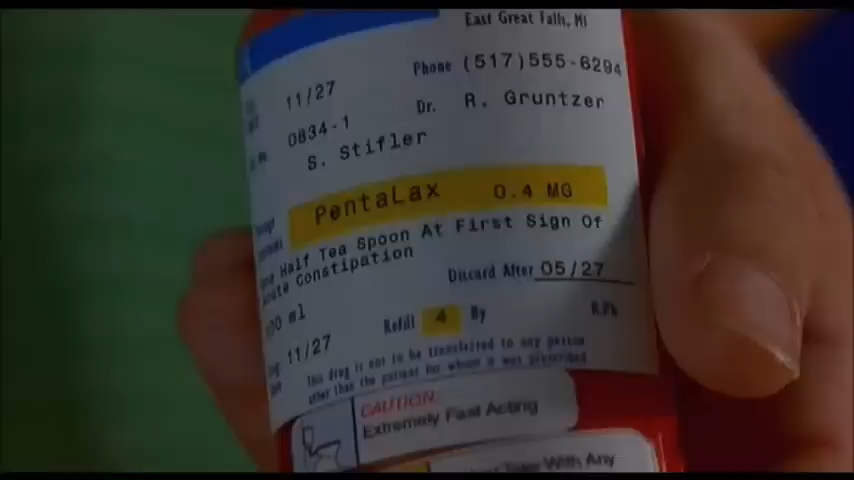 East Great Falls, MI
Phone (517)555-6294
11/27
Dr. R. Gruntzer
0834-1
S. Stifler
PentaLax 0.4 MG
Half Tea Spoon At First Sign Of
Constipation
Discard After 05/27
ml
Refill 4 By
R.Ph
11/27
This drug is not to be transferred to any person
other than the patient for whom it was prescribed
CAUTION:
Extremely Fast Acting
With Any